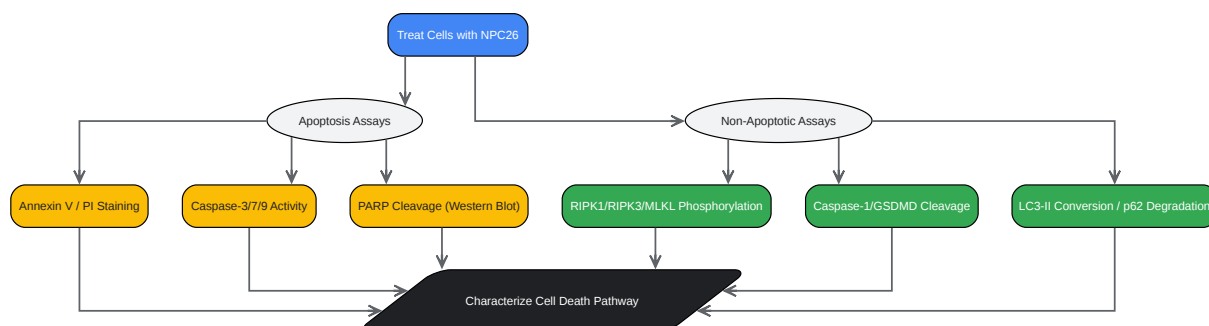 Treat Cells with NPC26
Apoptosis Assays
Non-Apoptotic Assays
Annexin V / PI Staining
Caspase-3/7/9 Activity
PARP Cleavage (Western Blot)
RIPK1/RIPK3/MLKL Phosphorylation
Caspase-1/GSDMD Cleavage
LC3-II Conversion / p62 Degradation
Characterize Cell Death Pathway